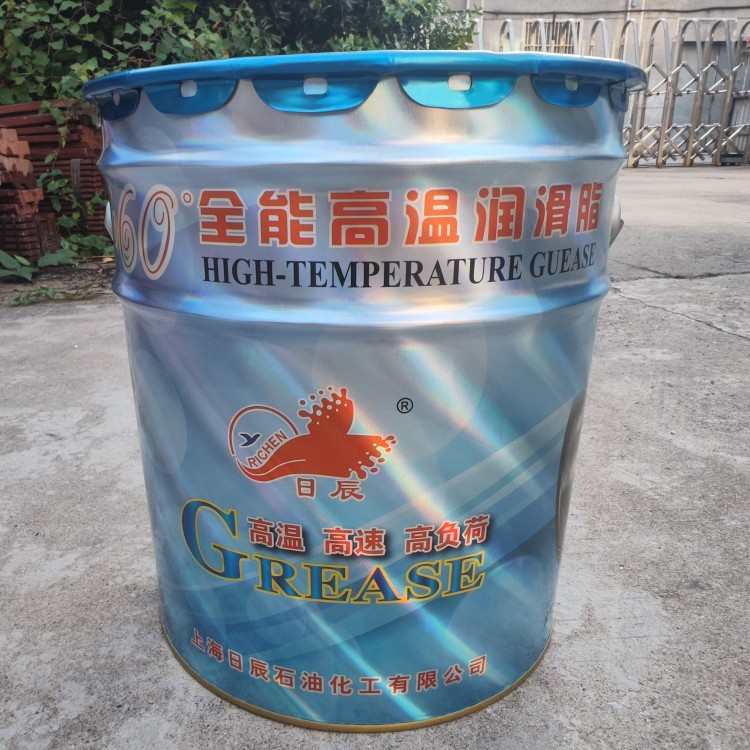 60°全能高温润滑脂
HIGH-TEMPERATURE GUEASE
®
RICHEN
日辰
高温 高速 高负荷
GREASE
上海日辰石油化工有限公司